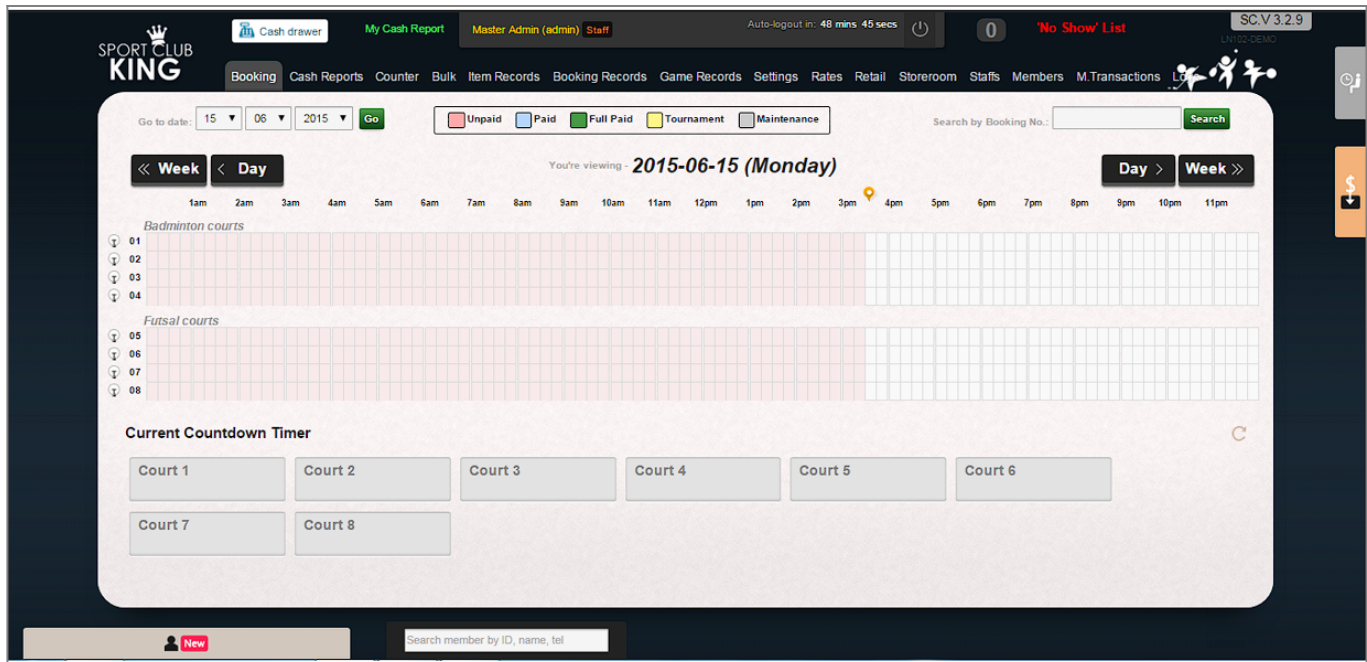 SPORT CLUB
KING
Cash drawer
My Cash Report
Master Admin (admin) Staff
Auto-logout in: 48 mins 45 secs
0
'No Show' List
SC.V 3.2.9
LN102-DEMO
Booking Cash Reports Counter Bulk Item Records Booking Records Game Records Settings Rates Retail Storeroom Staffs Members M.Transactions
Go to date: 15 06 2015 Go
Unpaid Paid Full Paid Tournament Maintenance
Search by Booking No.: Search
« Week < Day
You're viewing - 2015-06-15 (Monday)
Day > Week »
1am 2am 3am 4am 5am 6am 7am 8am 9am 10am 11am 12pm 1pm 2pm 3pm 4pm 5pm 6pm 7pm 8pm 9pm 10pm 11pm
Badminton courts
01
02
03
04
Futsal courts
05
06
07
08
Current Countdown Timer
Court 1 Court 2 Court 3 Court 4 Court 5 Court 6
Court 7 Court 8
New
Search member by ID, name, tel